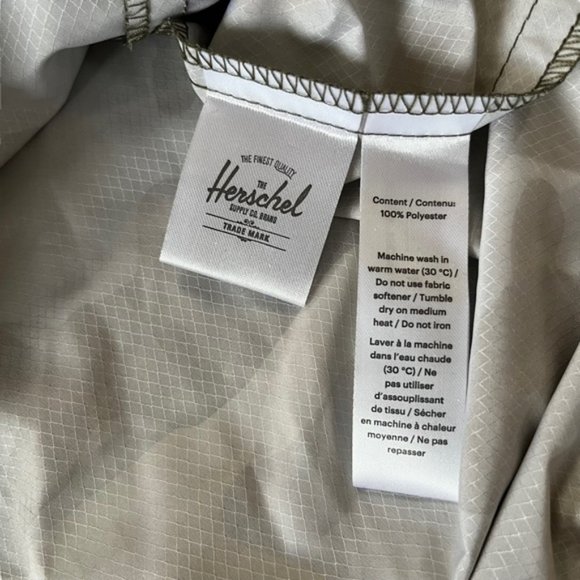 THE FINEST QUALITY
THE
Herschel
SUPPLY CO. BRAND
TRADE MARK
Content / Contenu:
100% Polyester
Machine wash in
warm water (30 °C) /
Do not use fabric
softener / Tumble
dry on medium
heat / Do not iron
Laver à la machine
dans l'eau chaude
(30 °C) / Ne
pas utiliser
d'assouplissant
de tissu / Sécher
en machine à chaleur
moyenne / Ne pas
repasser